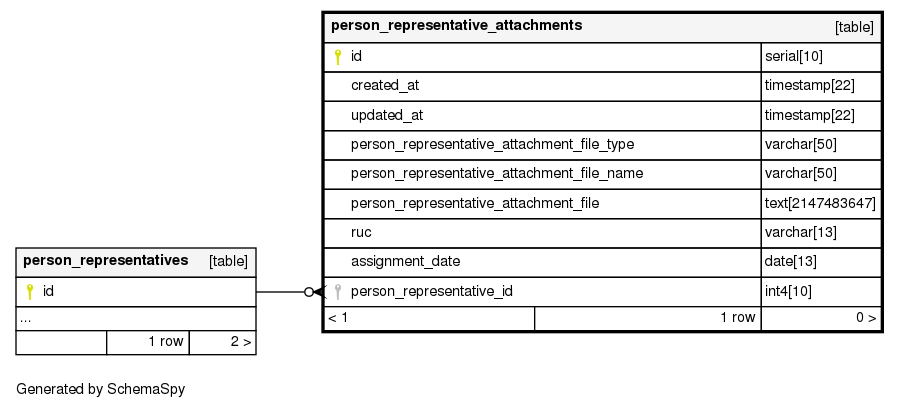 person_representative_attachments [table]
id serial[10]
created_at timestamp[22]
updated_at timestamp[22]
person_representative_attachment_file_type varchar[50]
person_representative_attachment_file_name varchar[50]
person_representative_attachment_file text[2147483647]
ruc varchar[13]
assignment_date date[13]
person_representative_id int4[10]
< 1 1 row 0 >
person_representatives [table]
id
...
1 row 2 >
Generated by SchemaSpy